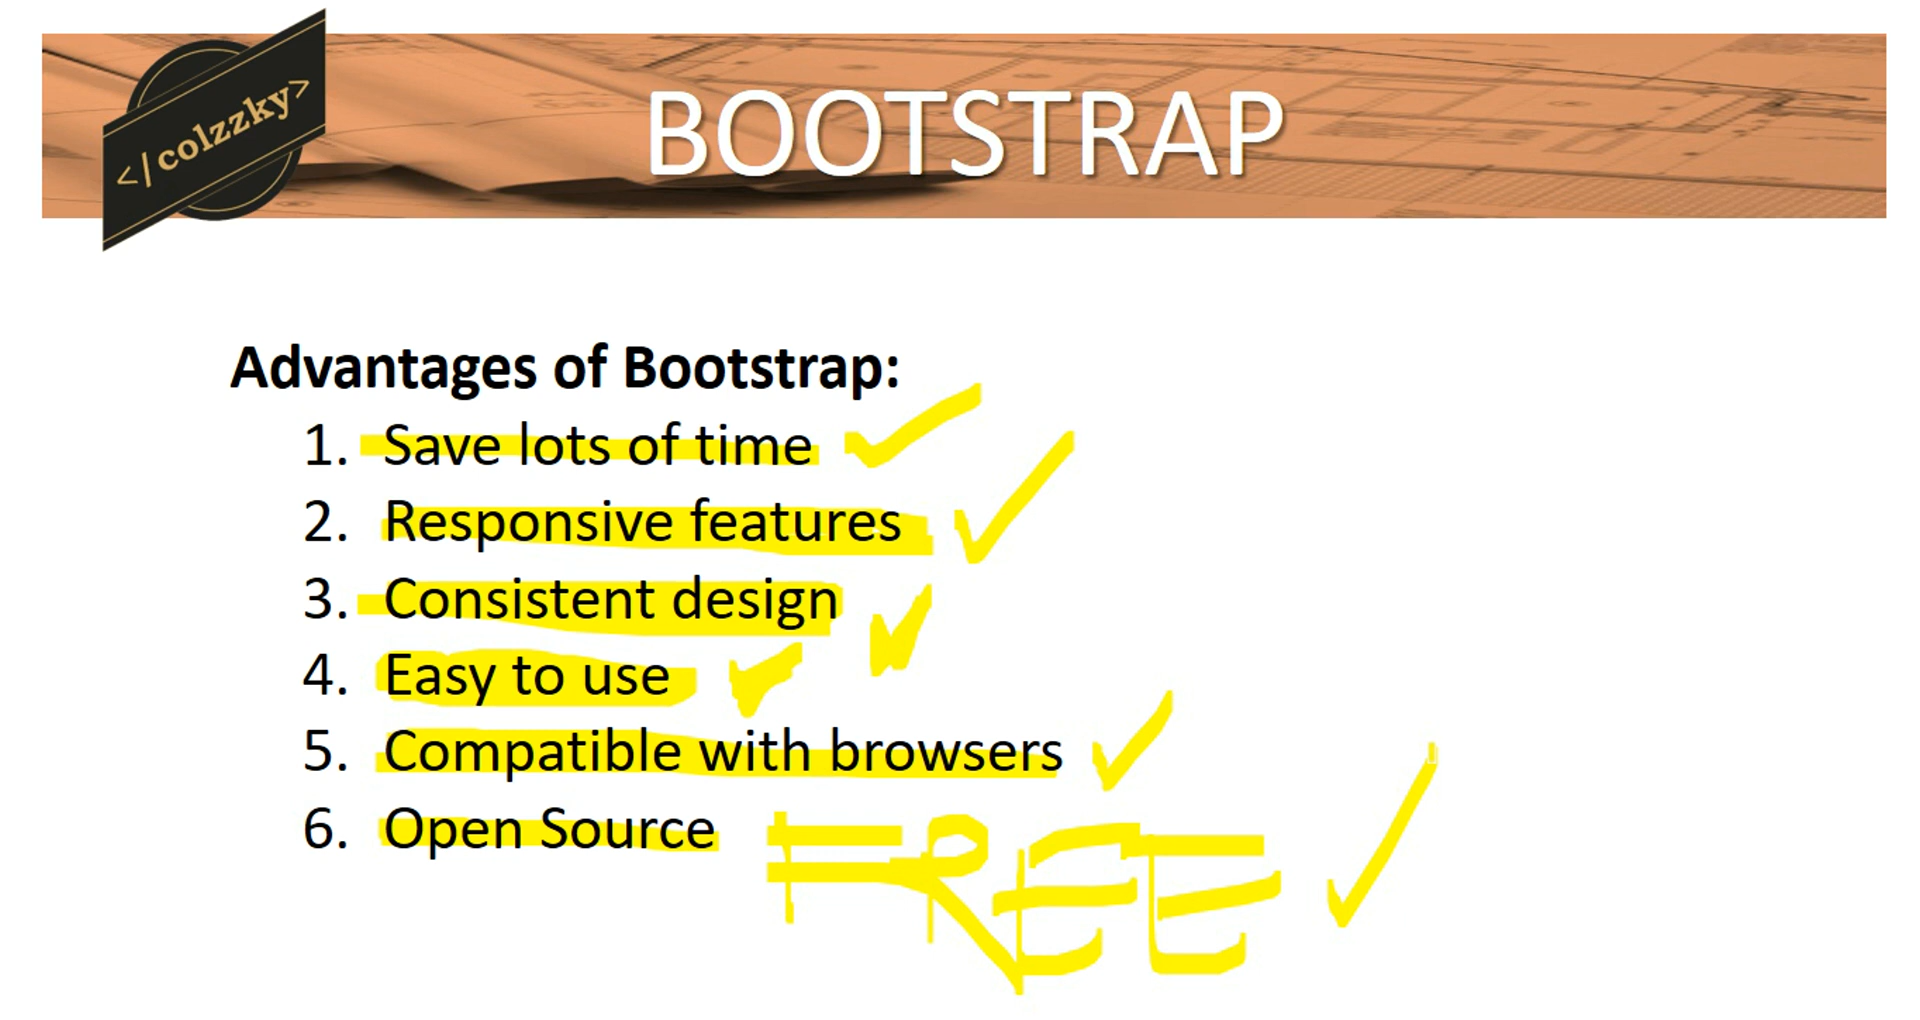 </|colzzky>
BOOTSTRAP
Advantages of Bootstrap:
1. Save lots of time
2. Responsive features
3. Consistent design
4. Easy to use
5. Compatible with browsers
6. Open Source FREE